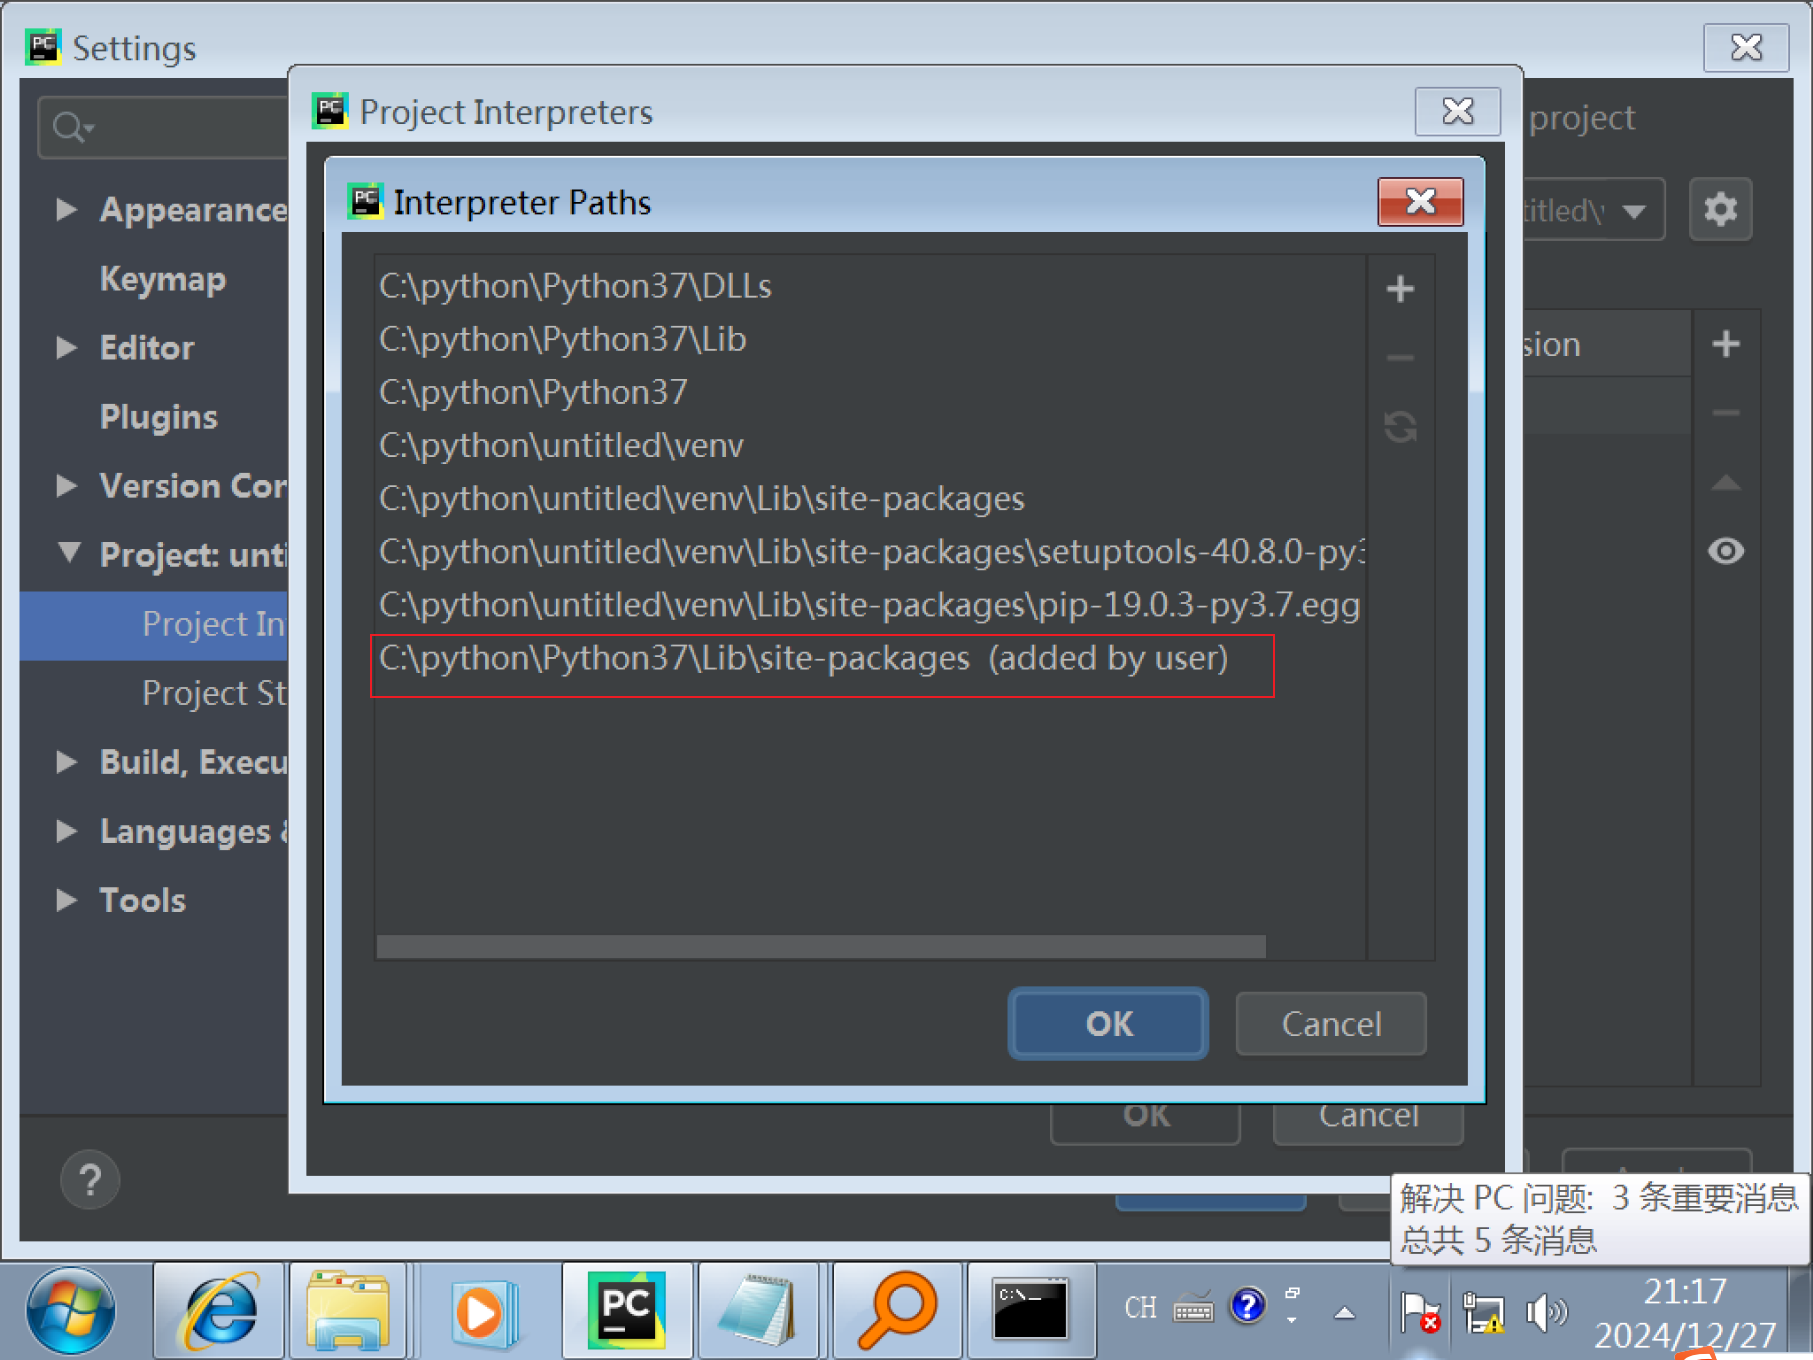 Settings
Project Interpreters
project
Interpreter Paths
Appearance
Keymap
Editor
Plugins
Version Con
Project: unti
Project In
Project St
Build, Execu
Languages &
Tools
titled\v
sion
C:\python\Python37\DLLs
C:\python\Python37\Lib
C:\python\Python37
C:\python\untitled\venv
C:\python\untitled\venv\Lib\site-packages
C:\python\untitled\venv\Lib\site-packages\setuptools-40.8.0-py3
C:\python\untitled\venv\Lib\site-packages\pip-19.0.3-py3.7.egg
C:\python\Python37\Lib\site-packages (added by user)
OK
Cancel
OK
Cancel
?
解决 PC 问题: 3 条重要消息
总共 5 条消息
PC
C:\_
CH
?
21:17
2024/12/27